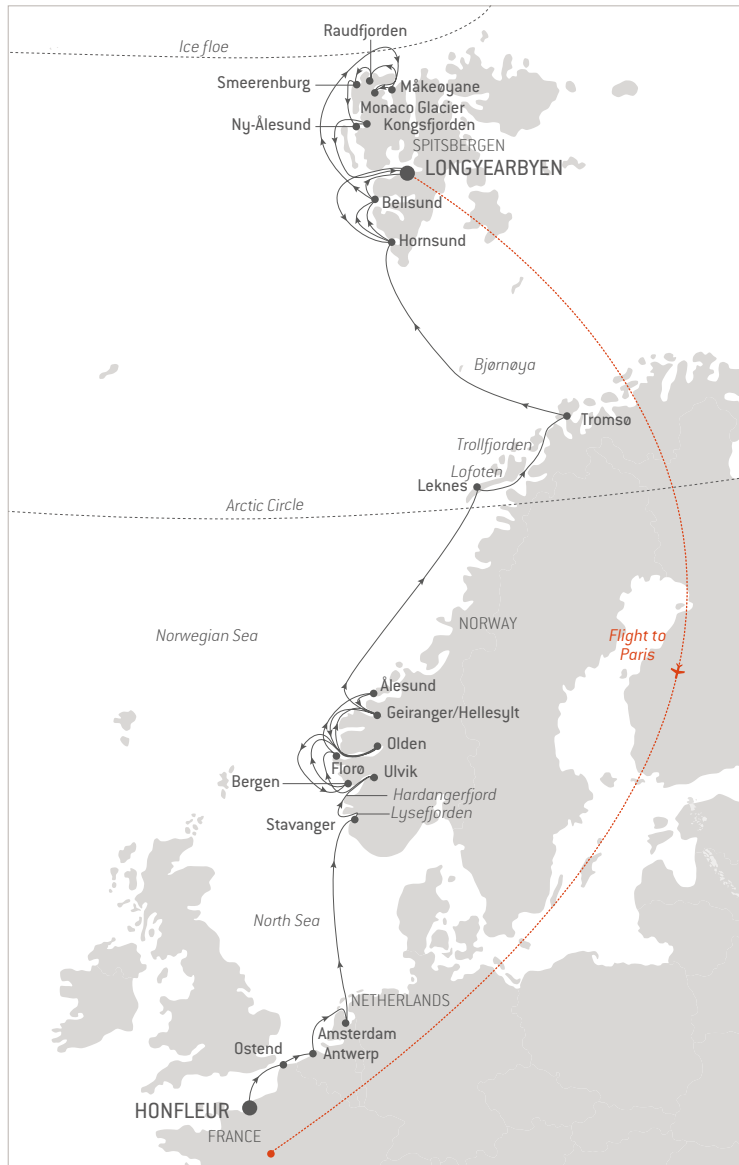 Raudfjorden
Ice floe
Smeerenburg
Måkeøyane
Monaco Glacier
Ny-Ålesund
Kongsfjorden
SPITSBERGEN
LONGYEARBYEN
Bellsund
Hornsund
Bjørnøya
Tromsø
Trollfjorden
Lofoten
Leknes
Arctic Circle
NORWAY
Norwegian Sea
Flight to
Paris
Ålesund
Geiranger/Hellesylt
Olden
Florø
Ulvik
Bergen
Hardangerfjord
Lysefjorden
Stavanger
North Sea
NETHERLANDS
Amsterdam
Ostend
Antwerp
HONFLEUR
FRANCE